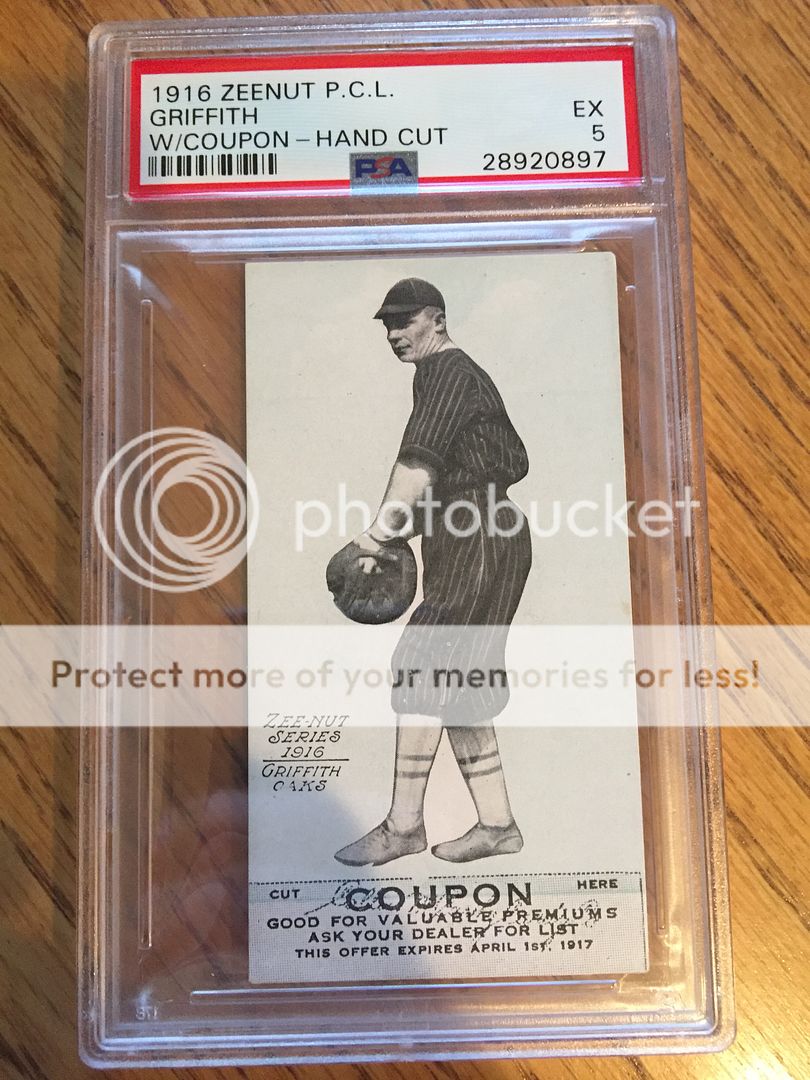 1916 ZEENUT P.C.L.
GRIFFITH EX
W/COUPON – HAND CUT 5
PSA 28920897
photobucket
Protect more of your memories for less!
ZEE-NUT
SERIES
1916
GRIFFITH
OAKS
CUT COUPON HERE
GOOD FOR VALUABLE PREMIUMS
ASK YOUR DEALER FOR LIST
THIS OFFER EXPIRES APRIL 1ST, 1917